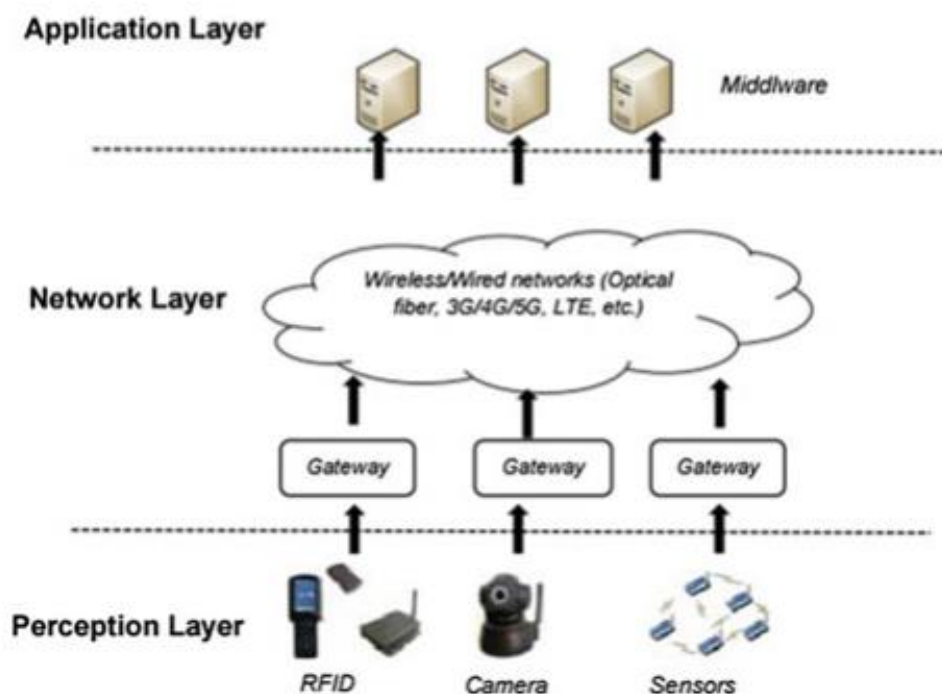 Application Layer
Middlware
Wireless/Wired networks (Optical
fiber, 3G/4G/5G, LTE, etc.)
Network Layer
Gateway
Gateway
Gateway
Perception Layer
RFID
Camera
Sensors